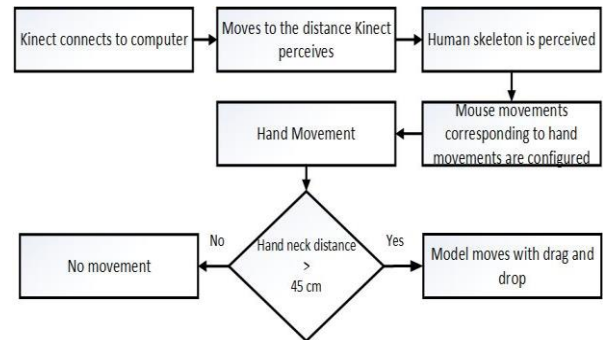 Kinect connects to computer
Moves to the distance Kinect
perceives
Human skeleton is perceived
Mouse movements
corresponding to hand
movements are configured
Hand Movement
Hand neck distance
>
45 cm
No
Yes
No movement
Model moves with drag and
drop